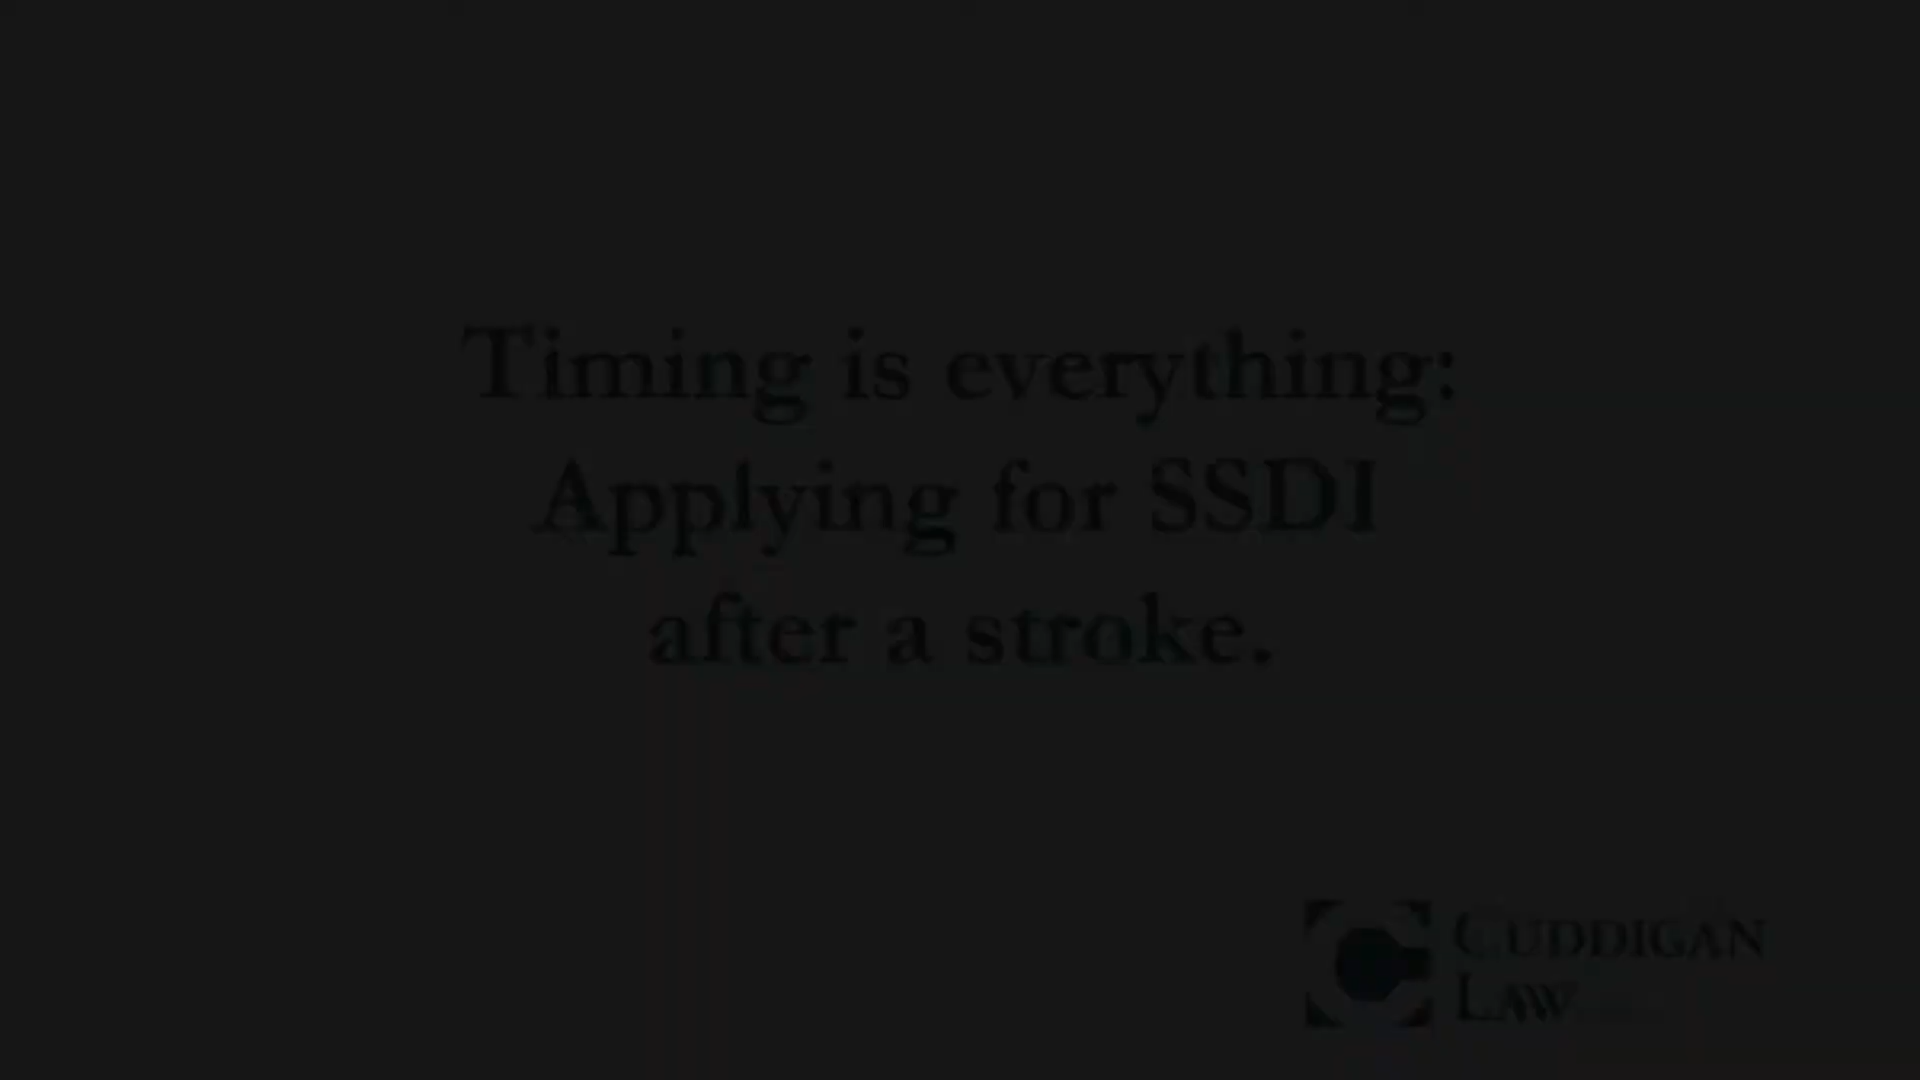 Timing is everything:
Applying for SSDI
after a stroke.
CUDDIGAN
LAW